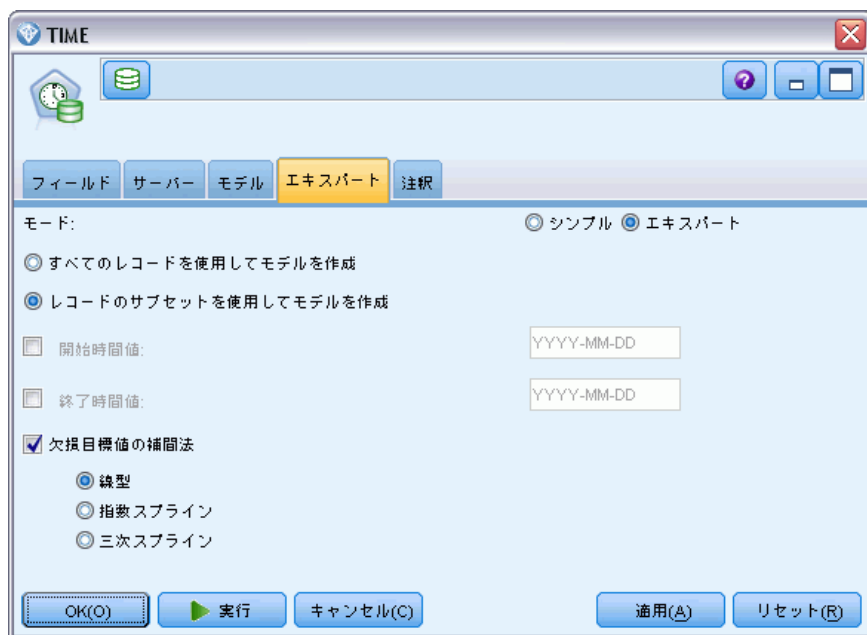 TIME
フィールド サーバー モデル エキスパート 注釈
モード: シンプル エキスパート
すべてのレコードを使用してモデルを作成
レコードのサブセットを使用してモデルを作成
開始時間値: YYYY-MM-DD
終了時間値: YYYY-MM-DD
欠損目標値の補間法
線型
指数スプライン
三次スプライン
OK(O) 実行 キャンセル(C) 適用(A) リセット(R)